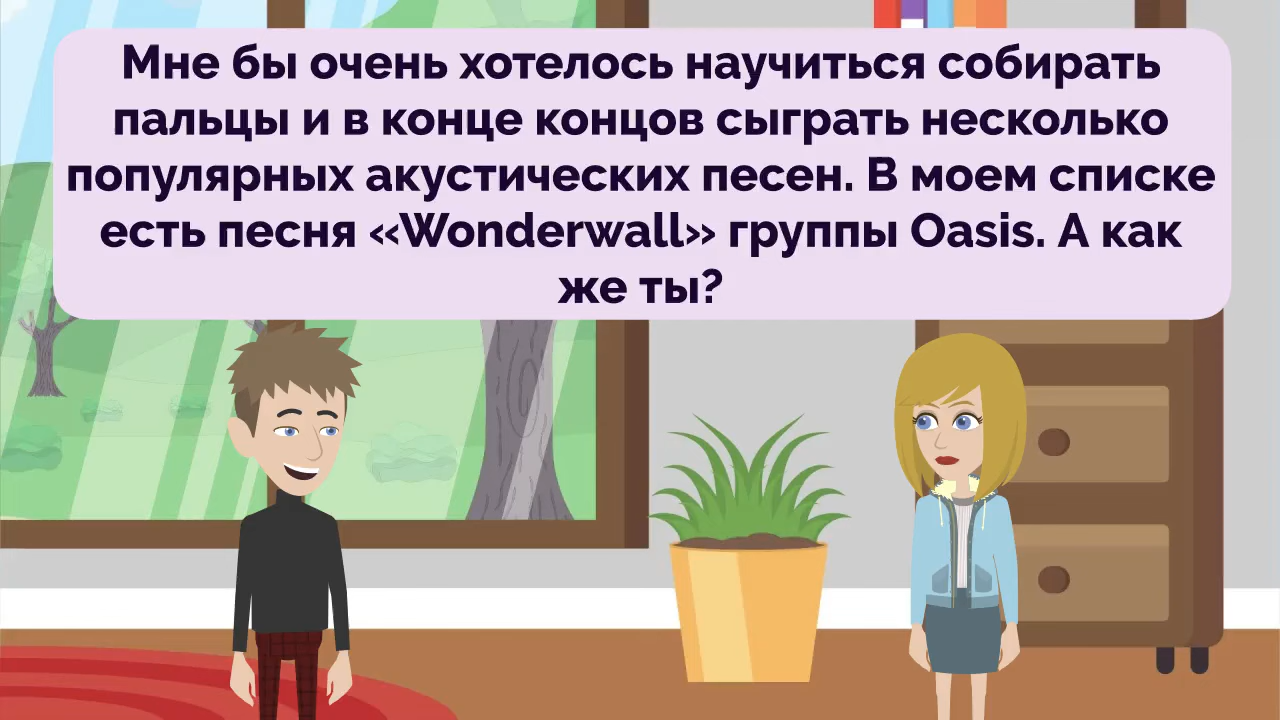 Мне бы очень хотелось научиться собирать
пальцы и в конце концов сыграть несколько
популярных акустических песен. В моем списке
есть песня «Wonderwall» группы Oasis. А как
же ты?